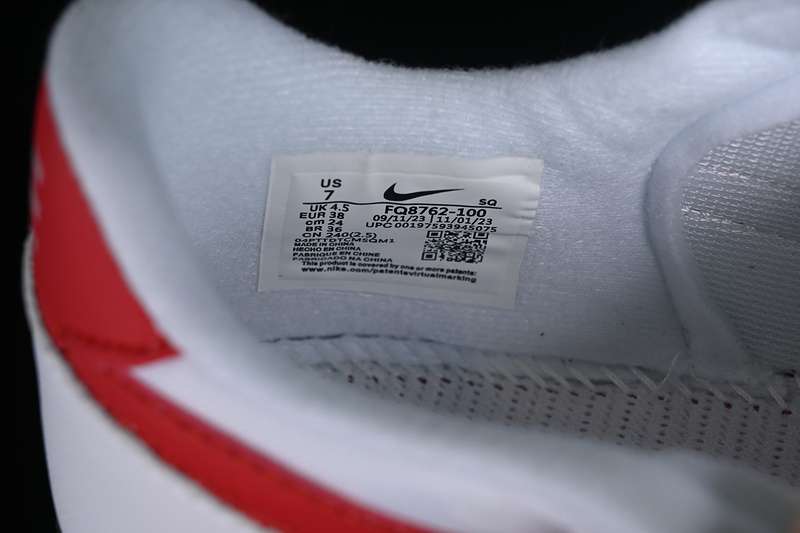 US
7
SQ
UK 4.5
FQ8762-100
EUR 38
09/11/23 | 11/01/23
cm 24
UPC 00197593945075
BR 36
CN 240(2.5)
MADE IN CHINA
HECHO EN CHINA
FABRIQUE EN CHINE
FABRICADO NA CHINA
This product is covered by one or more patents:
www.nike.com/patentsvirtualmarking